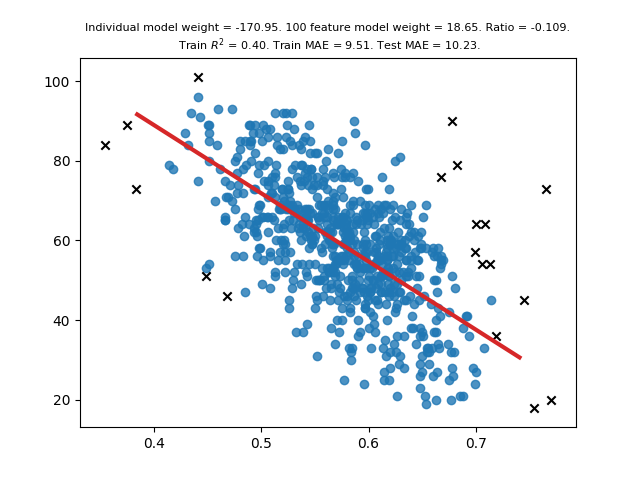 Individual model weight = -170.95. 100 feature model weight = 18.65. Ratio = -0.109.
Train R² = 0.40. Train MAE = 9.51. Test MAE = 10.23.
100
80
60
40
20
0.4 0.5 0.6 0.7